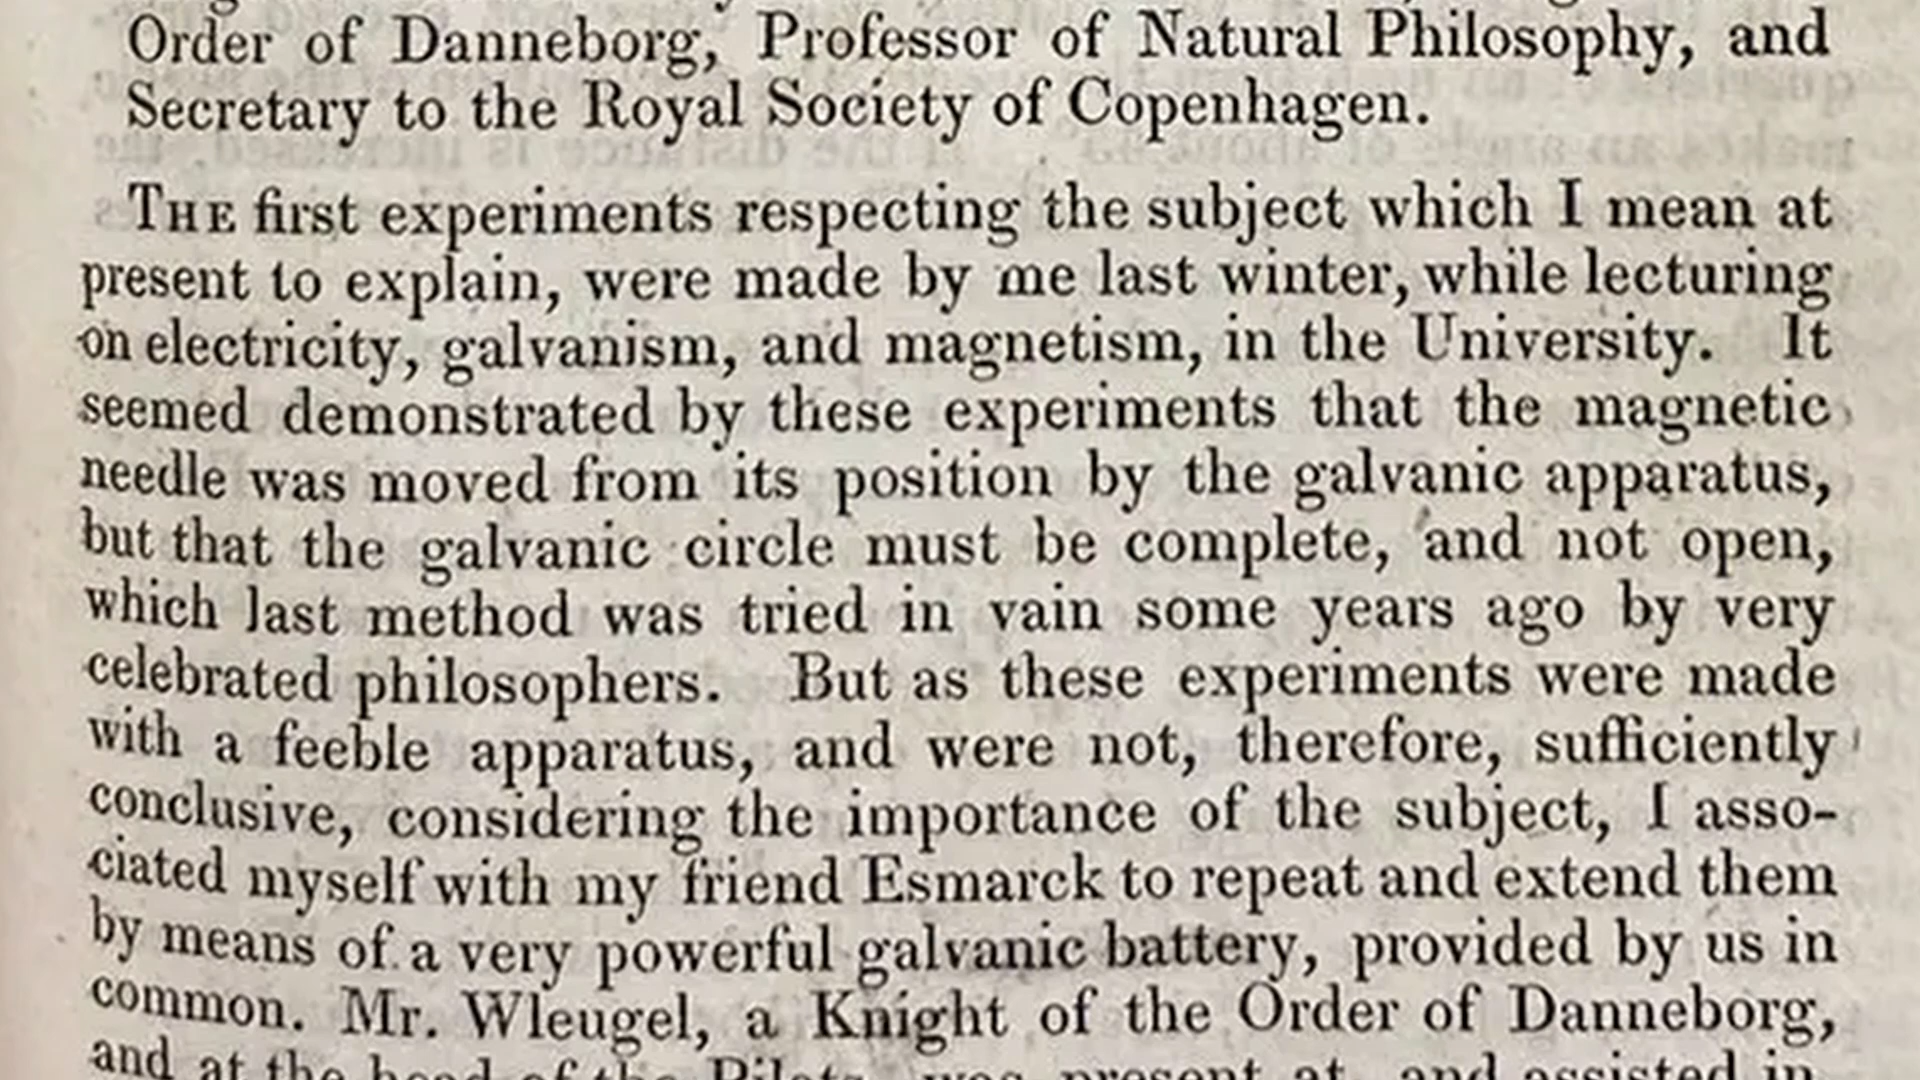 Order of Danneborg, Professor of Natural Philosophy, and
Secretary to the Royal Society of Copenhagen.
THE first experiments respecting the subject which I mean at
present to explain, were made by me last winter, while lecturing
on electricity, galvanism, and magnetism, in the University. It
seemed demonstrated by these experiments that the magnetic
needle was moved from its position by the galvanic apparatus,
but that the galvanic circle must be complete, and not open,
which last method was tried in vain some years ago by very
celebrated philosophers. But as these experiments were made
with a feeble apparatus, and were not, therefore, sufficiently
conclusive, considering the importance of the subject, I asso-
ciated myself with my friend Esmarck to repeat and extend them
by means of a very powerful galvanic battery, provided by us in
common. Mr. Wleugel, a Knight of the Order of Danneborg,
and at the head of the Pilots, was present at, and assisted in